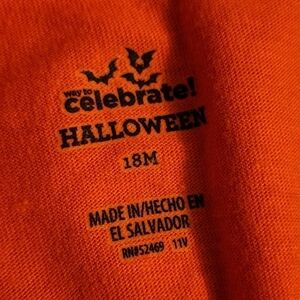 way to
celebrate!
HALLOWEEN
18M
MADE IN/HECHO EN
EL SALVADOR
RN#52469 11V